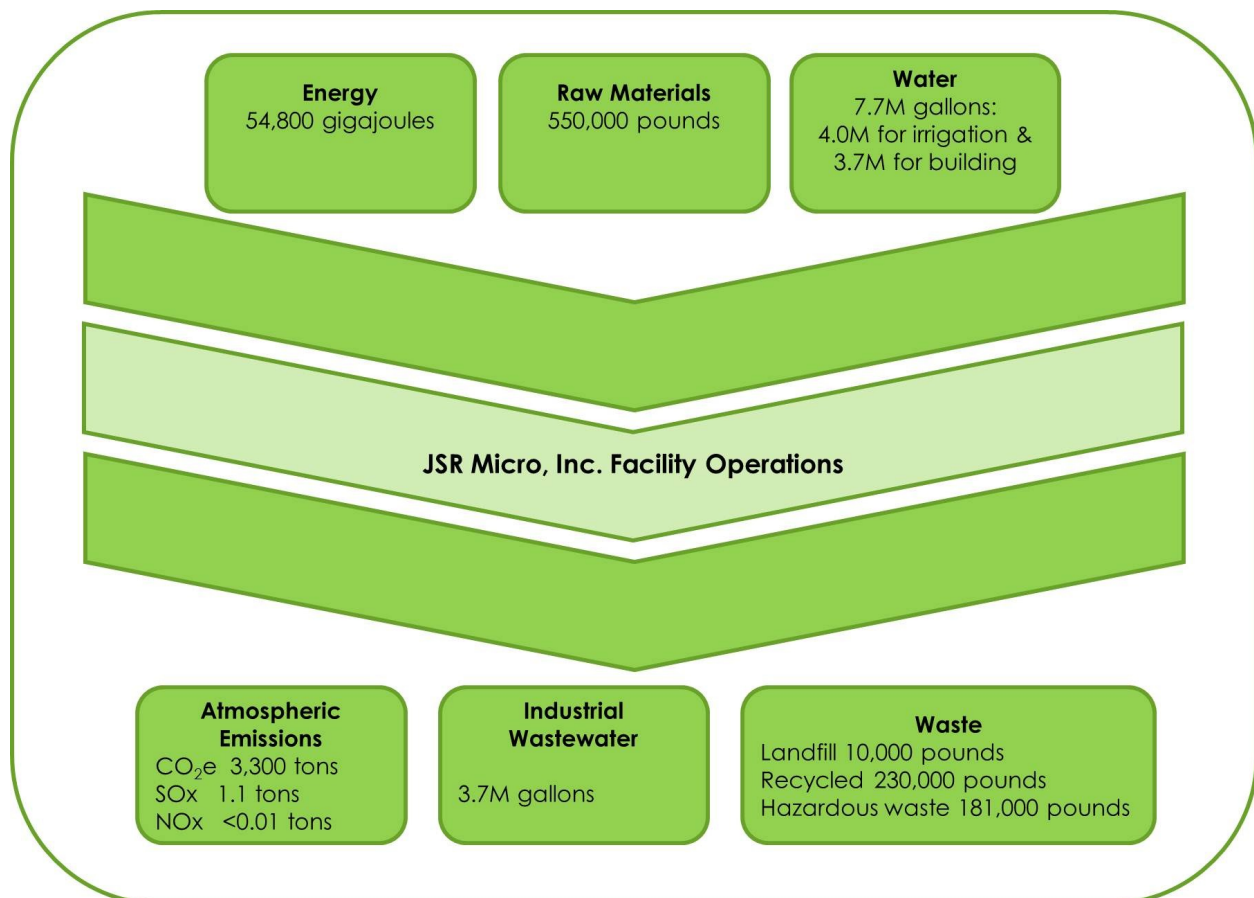 Energy
54,800 gigajoules
Raw Materials
550,000 pounds
Water
7.7M gallons:
4.0M for irrigation &
3.7M for building
JSR Micro, Inc. Facility Operations
Atmospheric
Emissions
CO₂e 3,300 tons
SOx 1.1 tons
NOx <0.01 tons
Industrial
Wastewater
3.7M gallons
Waste
Landfill 10,000 pounds
Recycled 230,000 pounds
Hazardous waste 181,000 pounds